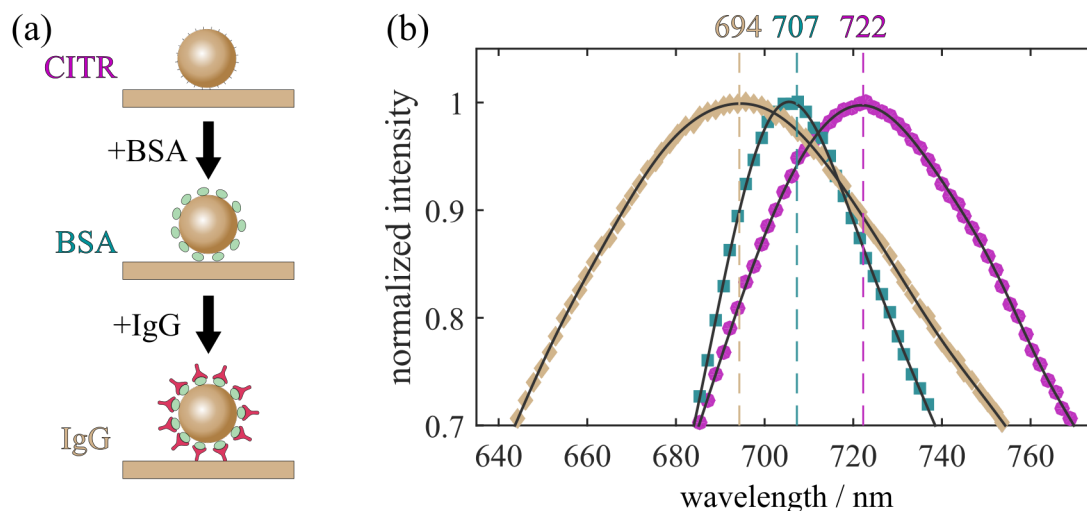 (a)
CITR
+BSA
BSA
+IgG
IgG
(b)
694 707 722
normalized intensity
1
0.9
0.8
0.7
640 660 680 700 720 740 760
wavelength / nm